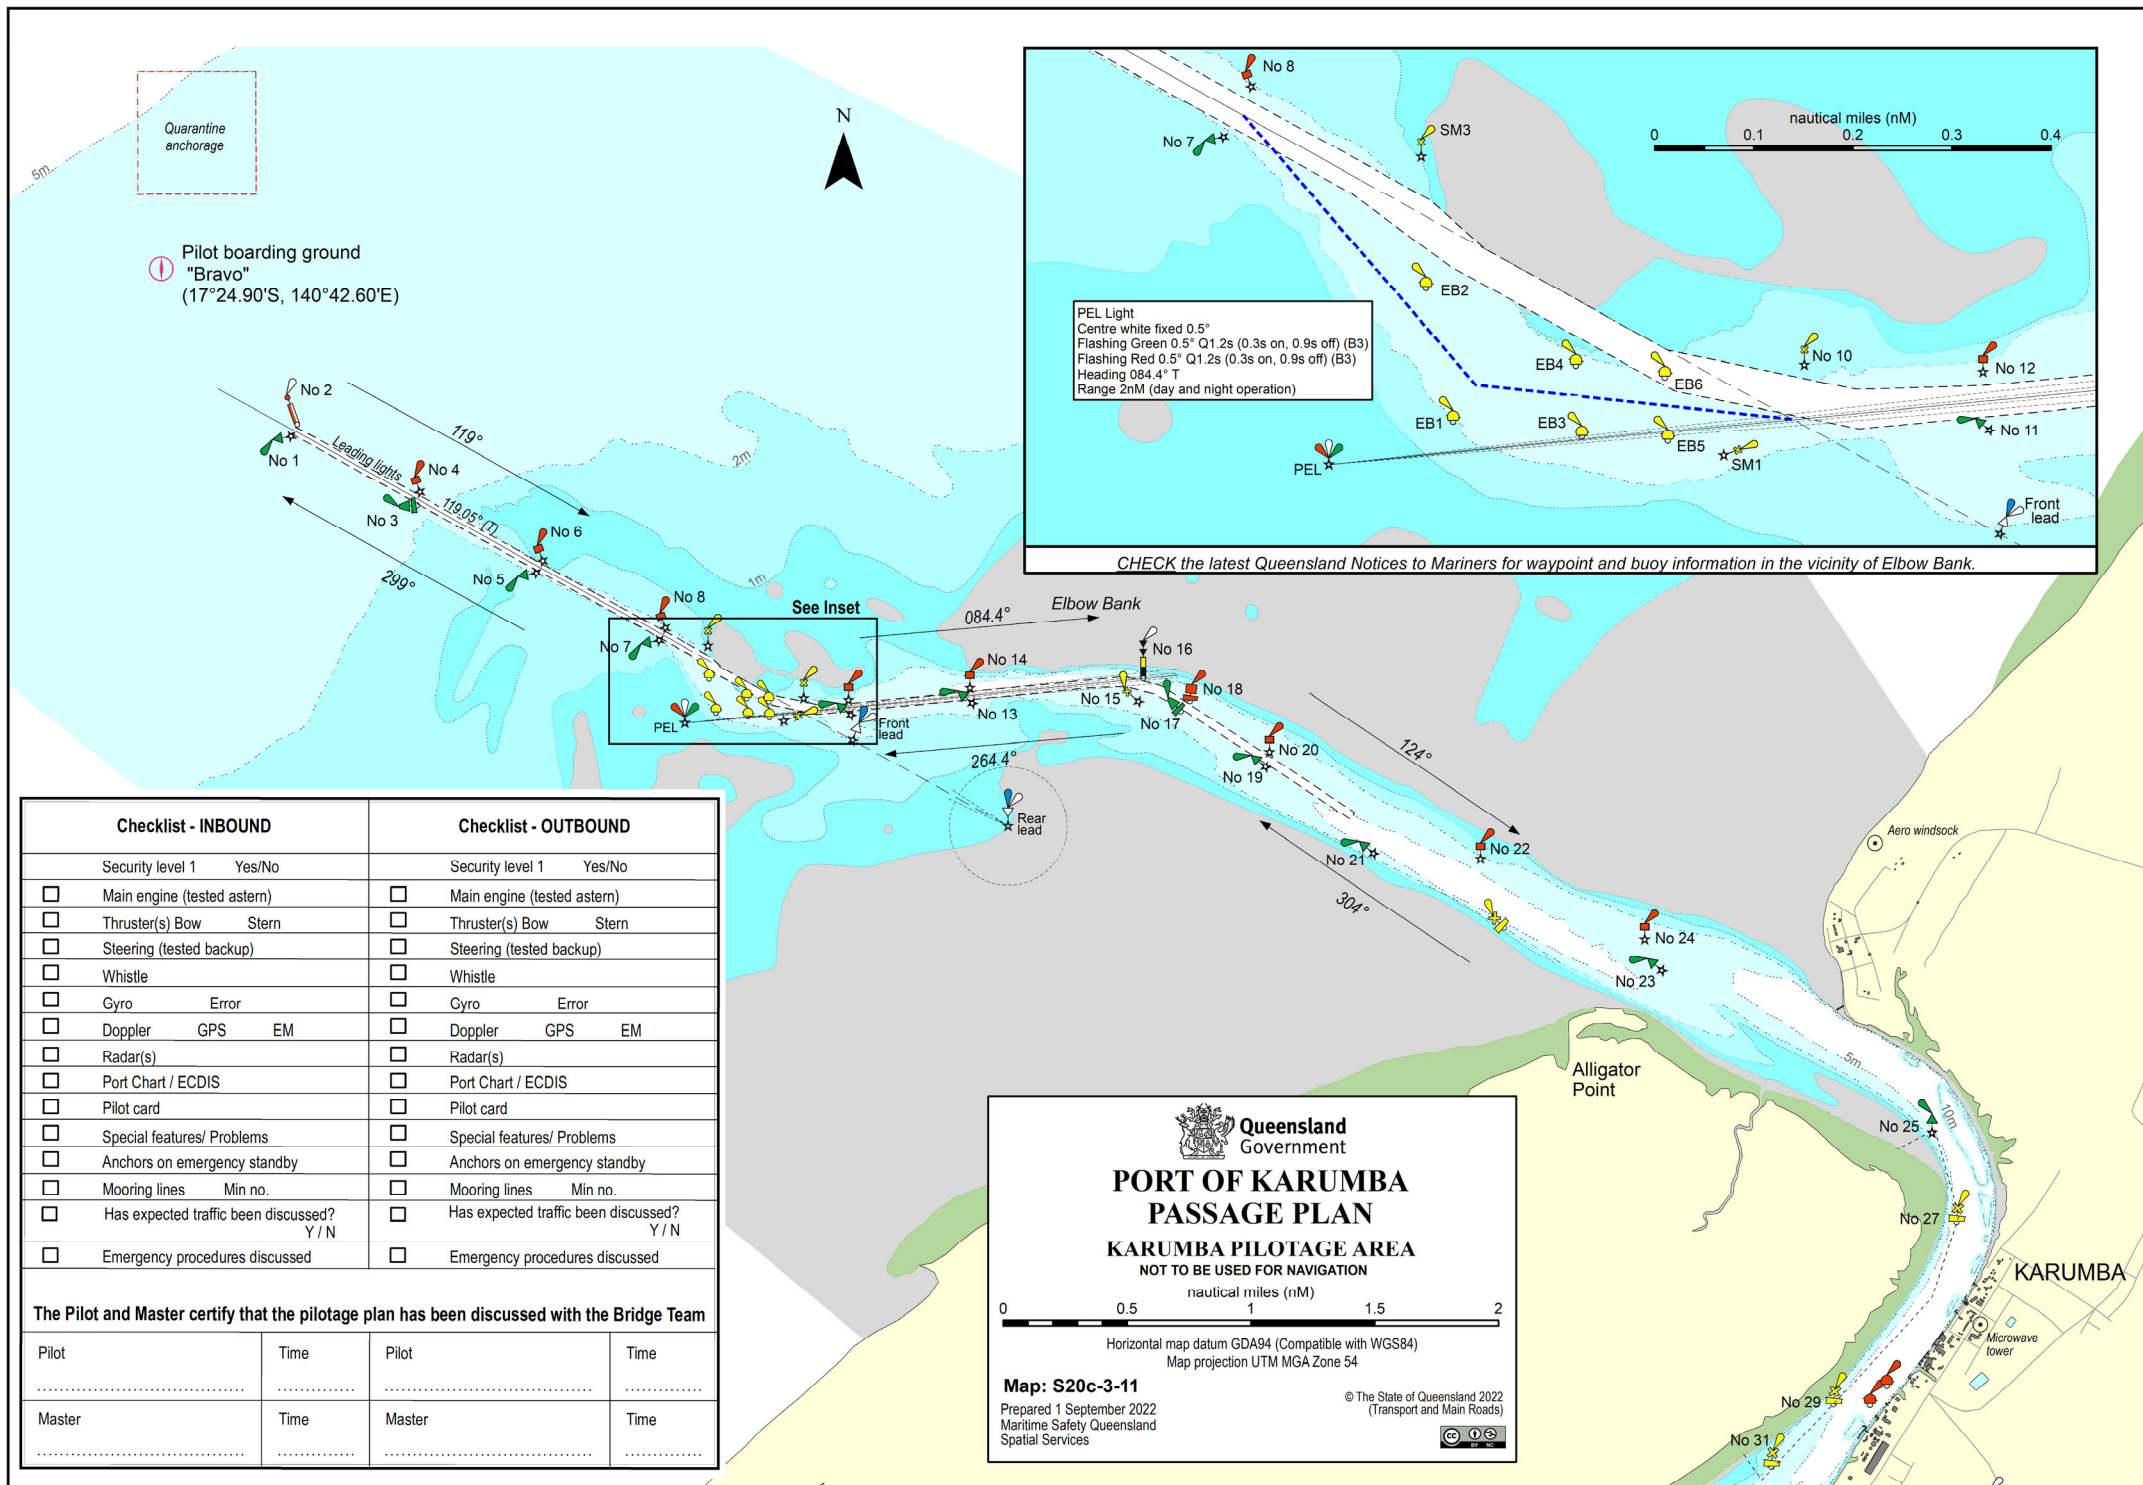 Quarantine
anchorage
5m
Pilot boarding ground
"Bravo"
(17°24.90'S, 140°42.60'E)
N
No 8
No 7
SM3
nautical miles (nM)
0 0.1 0.2 0.3 0.4
EB2
PEL Light
Centre white fixed 0.5°
Flashing Green 0.5° Q1.2s (0.3s on, 0.9s off) (B3)
Flashing Red 0.5° Q1.2s (0.3s on, 0.9s off) (B3)
Heading 084.4° T
Range 2nM (day and night operation)
EB4
EB6
No 10
No 12
EB1
EB3
EB5
SM1
No 11
PEL
Front
lead
CHECK the latest Queensland Notices to Mariners for waypoint and buoy information in the vicinity of Elbow Bank.
No 2
No 1
Leading lights
119.05° (T)
119°
299°
No 4
No 3
No 6
No 5
2m
1m
No 8
No 7
See Inset
084.4°
Elbow Bank
No 14
No 13
PEL
Front
lead
264.4°
Rear
lead
No 16
No 15
No 18
No 17
No 20
No 19
124°
304°
No 22
No 21
No 24
No 23
Aero windsock
Alligator
Point
5m
10m
No 25
No 27
KARUMBA
Microwave
tower
No 29
No 31
Checklist - INBOUND Checklist - OUTBOUND
Security level 1 Yes/No Security level 1 Yes/No
Main engine (tested astern) Main engine (tested astern)
Thruster(s) Bow Stern Thruster(s) Bow Stern
Steering (tested backup) Steering (tested backup)
Whistle Whistle
Gyro Error Gyro Error
Doppler GPS EM Doppler GPS EM
Radar(s) Radar(s)
Port Chart / ECDIS Port Chart / ECDIS
Pilot card Pilot card
Special features/ Problems Special features/ Problems
Anchors on emergency standby Anchors on emergency standby
Mooring lines Min no. Mooring lines Min no.
Has expected traffic been discussed? Has expected traffic been discussed?
Y / N Y / N
Emergency procedures discussed Emergency procedures discussed
The Pilot and Master certify that the pilotage plan has been discussed with the Bridge Team
Pilot Time Pilot Time
Master Time Master Time
Queensland
Government
PORT OF KARUMBA
PASSAGE PLAN
KARUMBA PILOTAGE AREA
NOT TO BE USED FOR NAVIGATION
nautical miles (nM)
0 0.5 1 1.5 2
Horizontal map datum GDA94 (Compatible with WGS84)
Map projection UTM MGA Zone 54
Map: S20c-3-11
Prepared 1 September 2022
Maritime Safety Queensland
Spatial Services
© The State of Queensland 2022
(Transport and Main Roads)
CC BY NC